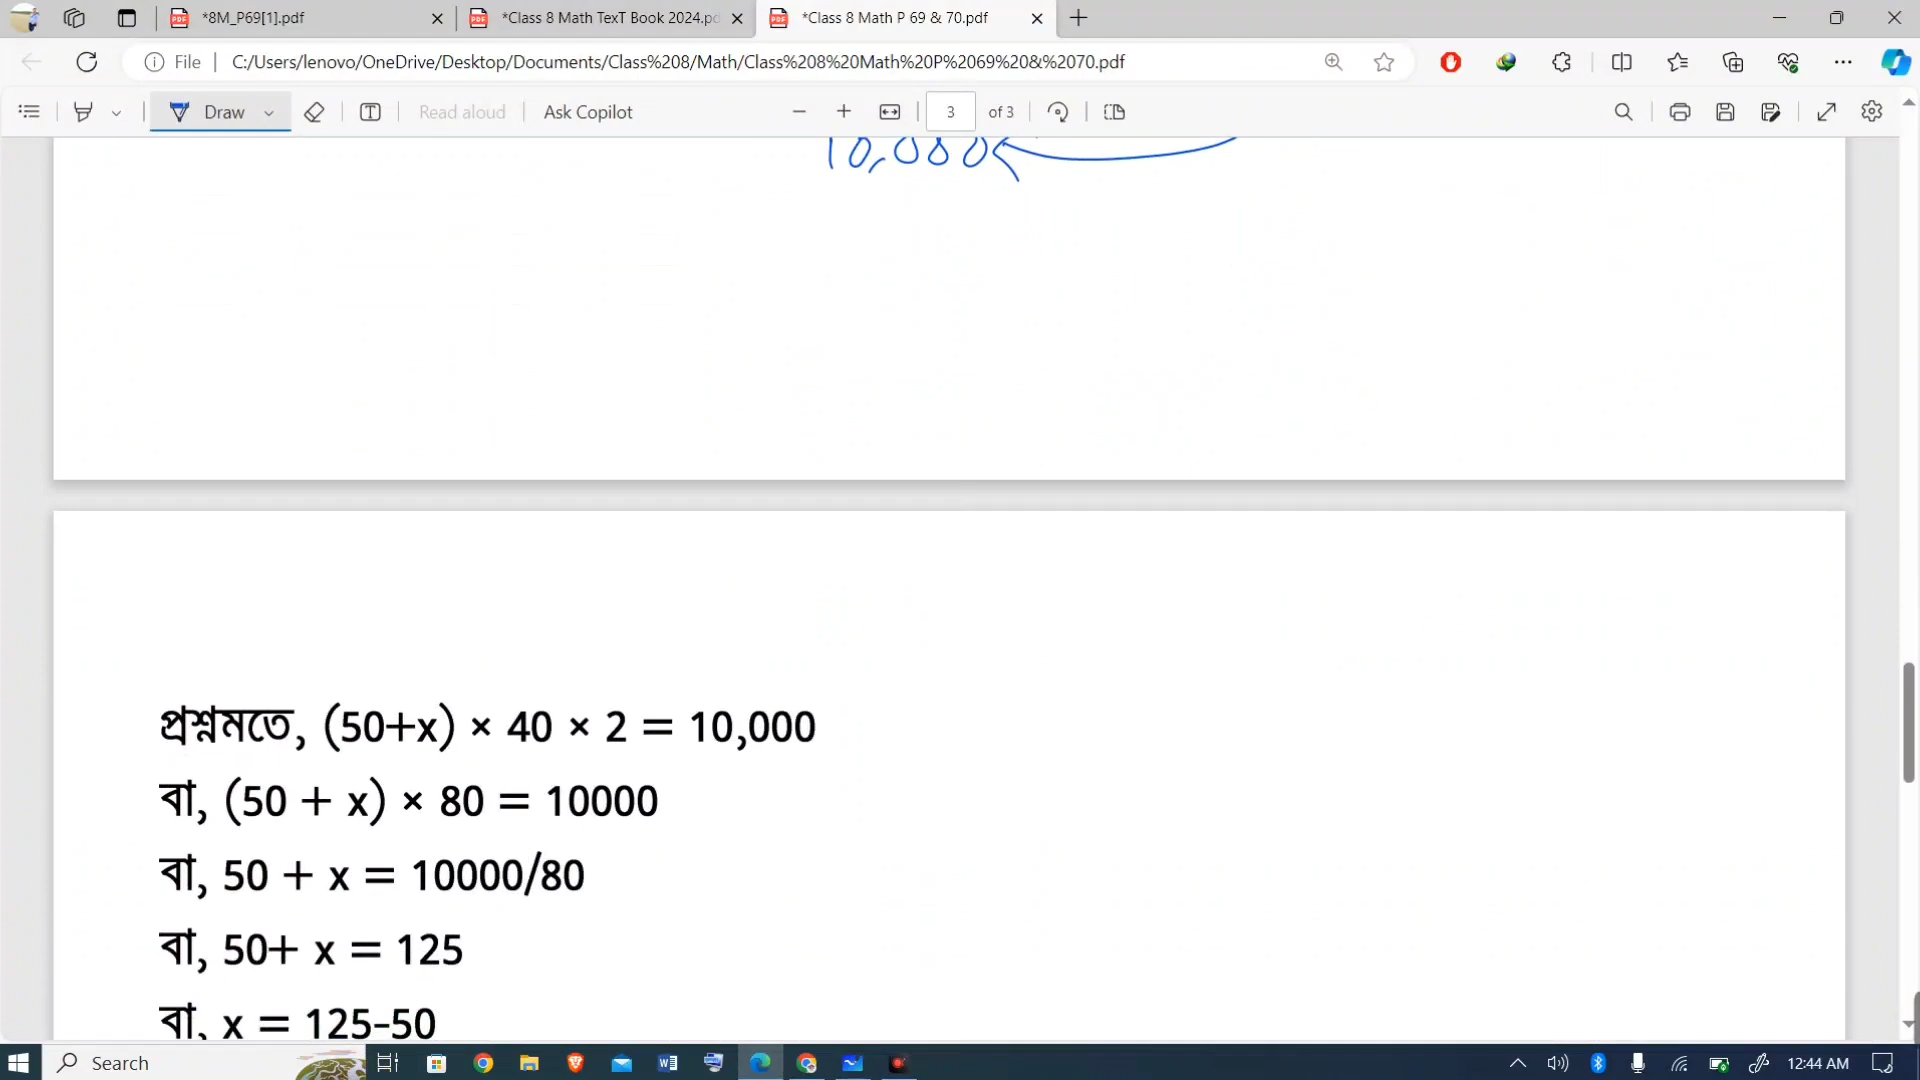 *8M_P69[1].pdf
*Class 8 Math TexT Book 2024.pd
*Class 8 Math P 69 & 70.pdf
File
C:/Users/lenovo/OneDrive/Desktop/Documents/Class%208/Math/Class%208%20Math%20P%2069%20&%2070.pdf
Draw
Read aloud
Ask Copilot
3 of 3
10,000
প্রশ্নমতে, (50+x) × 40 × 2 = 10,000
বা, (50 + x) × 80 = 10000
বা, 50 + x = 10000/80
বা, 50+ x = 125
বা, x = 125-50
Search
12:44 AM